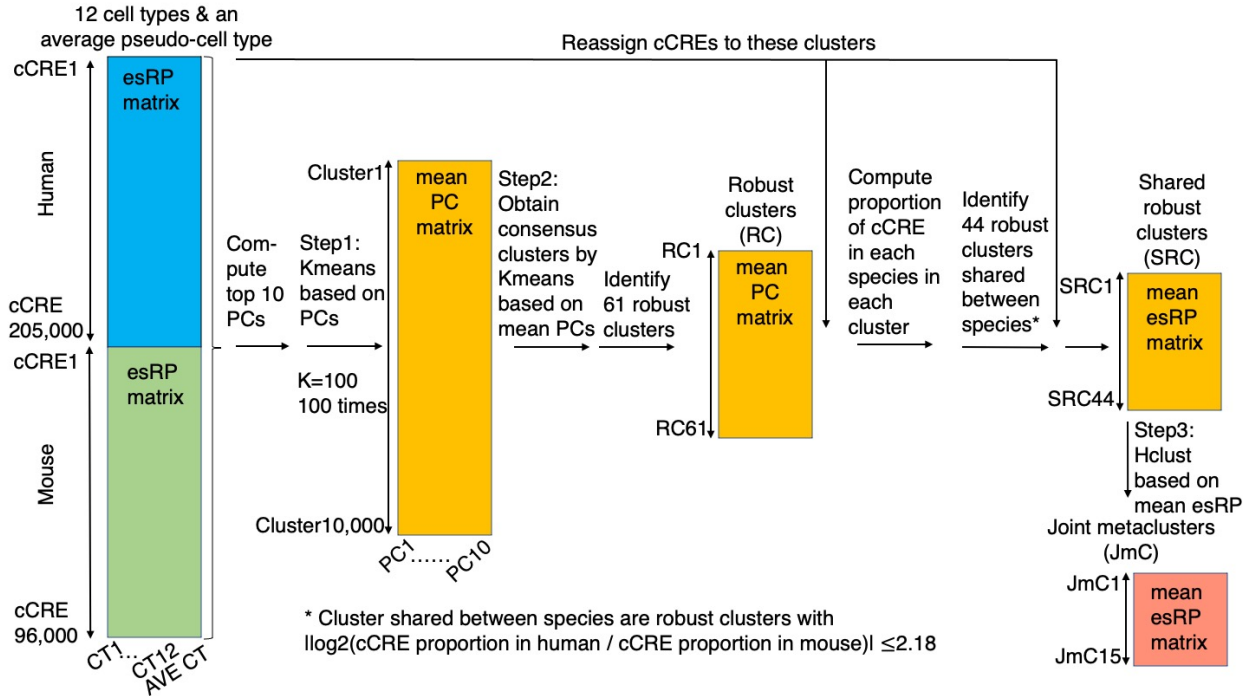 12 cell types & an
average pseudo-cell type
cCRE1
esRP
matrix
Human
cCRE
205,000
cCRE1
esRP
matrix
Mouse
cCRE
96,000
CT1...
CT12
AVE CT
Reassign cCREs to these clusters
Com-
pute
top 10
PCs
Step1:
Kmeans
based on
PCs
K=100
100 times
Cluster1
mean
PC
matrix
Cluster10,000
PC1
......
PC10
Step2:
Obtain
consensus
clusters by
Kmeans
based on
mean PCs
Identify
61 robust
clusters
Robust
clusters
(RC)
RC1
mean
PC
matrix
RC61
Compute
proportion
of cCRE
in each
species in
each
cluster
Identify
44 robust
clusters
shared
between
species*
Shared
robust
clusters
(SRC)
SRC1
mean
esRP
matrix
SRC44
Step3:
Hclust
based on
mean esRP
Joint metaclusters
(JmC)
JmC1
mean
esRP
matrix
JmC15
* Cluster shared between species are robust clusters with
|log2(cCRE proportion in human / cCRE proportion in mouse)| ≤2.18